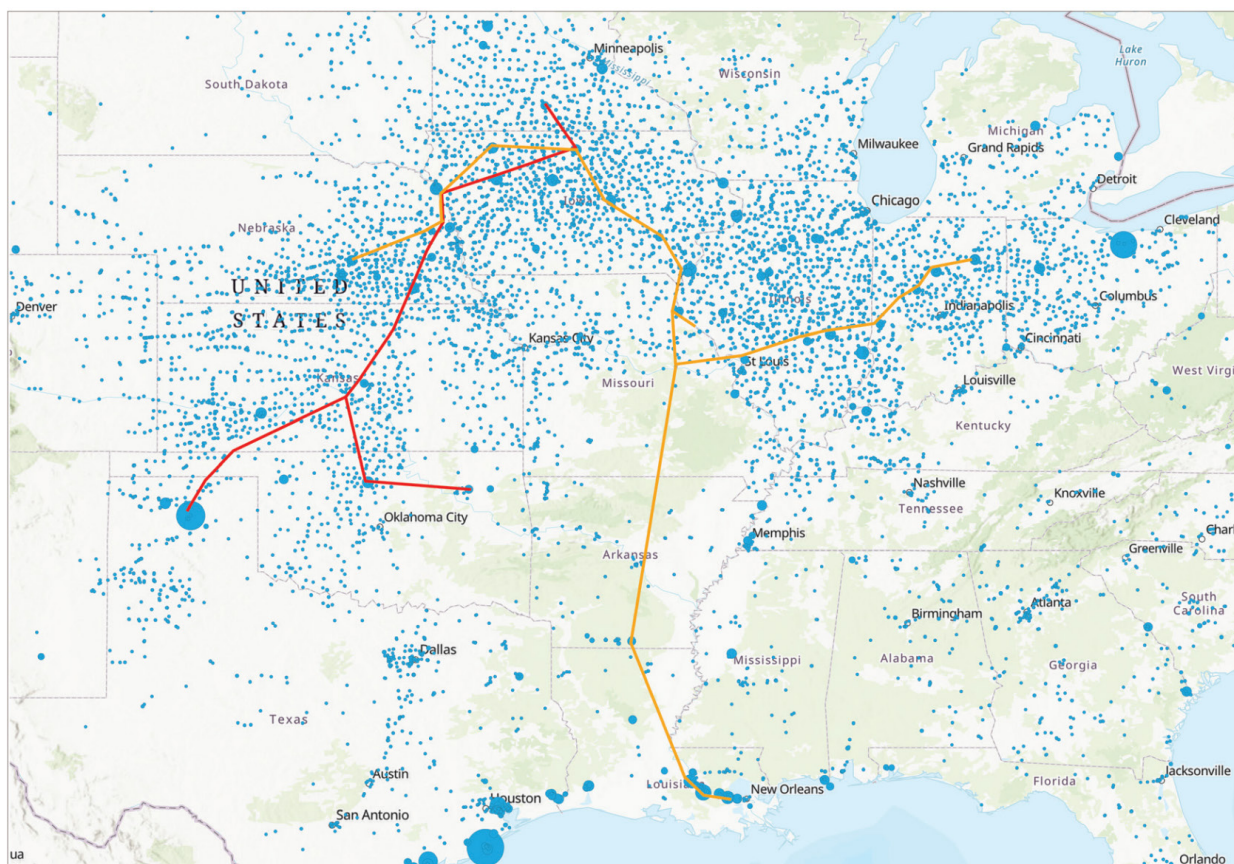 Lake
Huron
Minneapolis
Mississippi
Wisconsin
South Dakota
Michigan
Milwaukee
Grand Rapids
Detroit
Iowa
Chicago
Cleveland
Nebraska
UNITED
STATES
Denver
Illinois
Indianapolis
Columbus
Kansas City
Cincinnati
St Louis
Missouri
Kansas
Louisville
West Virgi
Kentucky
Nashville
Tennessee
Knoxville
Oklahoma City
Memphis
Charl
Arkansas
Greenville
Atlanta
South
Carolina
Birmingham
Dallas
Mississippi
Alabama
Georgia
Texas
Austin
Louisi
New Orleans
Jacksonville
Florida
Houston
San Antonio
ua
Orlando